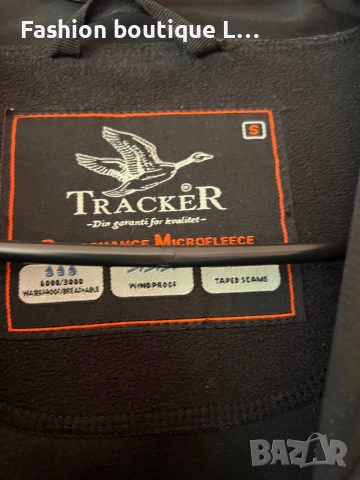 Fashion boutique L...
S
TRACKER®
-Din garanti for kvalitet-
MICROFLEECE
6000/3000
WATERPROOF/BREATHABLE
WINDPROOF
TAPED SEAMS
BAZAR